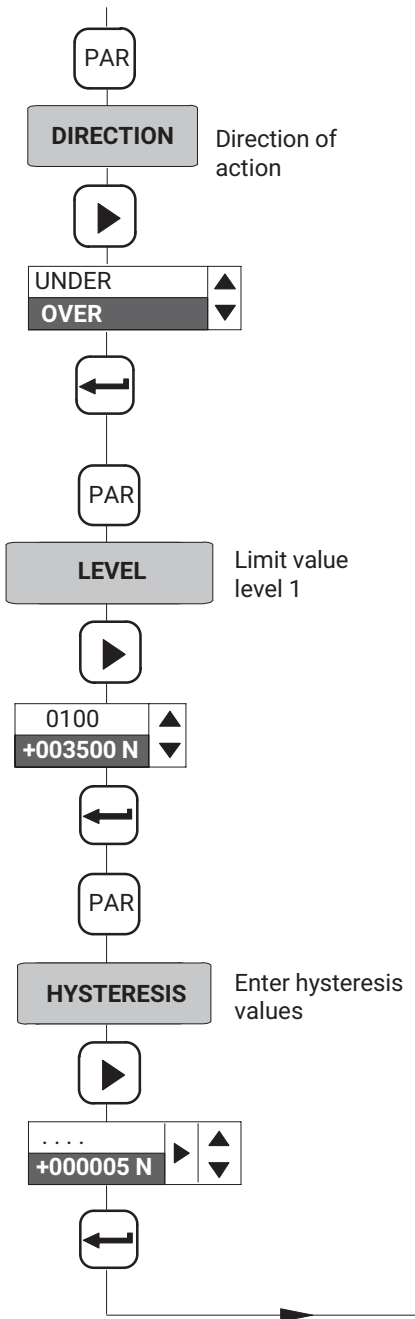 PAR
DIRECTION
Direction of
action
UNDER
OVER
PAR
LEVEL
Limit value
level 1
0100
+003500 N
PAR
HYSTERESIS
Enter hysteresis
values
. . . .
+000005 N